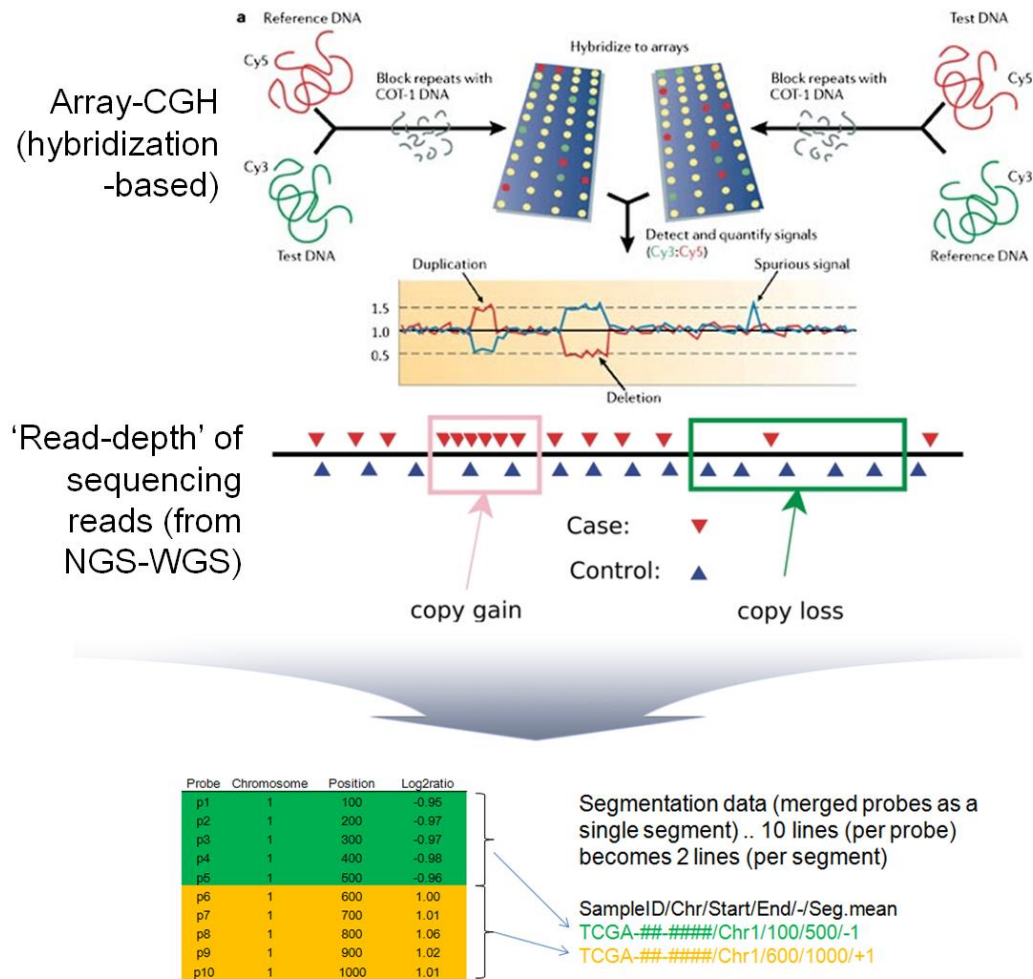 a Reference DNA
Cy5
Block repeats with
COT-1 DNA
Cy3
Test DNA
Hybridize to arrays
Test DNA
Block repeats with
COT-1 DNA
Cy5
Cy3
Reference DNA
Array-CGH
(hybridization
-based)
Detect and quantify signals
(Cy3:Cy5)
Duplication
Spurious signal
1.5
1.0
0.5
Deletion
‘Read-depth’ of
sequencing
reads (from
NGS-WGS)
Case:
Control:
copy gain
copy loss
Probe Chromosome Position Log2ratio
p1 1 100 -0.95
p2 1 200 -0.97
p3 1 300 -0.97
p4 1 400 -0.98
p5 1 500 -0.96
p6 1 600 1.00
p7 1 700 1.01
p8 1 800 1.06
p9 1 900 1.02
p10 1 1000 1.01
Segmentation data (merged probes as a
single segment) .. 10 lines (per probe)
becomes 2 lines (per segment)
SampleID/Chr/Start/End/-/Seg.mean
TCGA-##-####/Chr1/100/500/-1
TCGA-##-####/Chr1/600/1000/+1